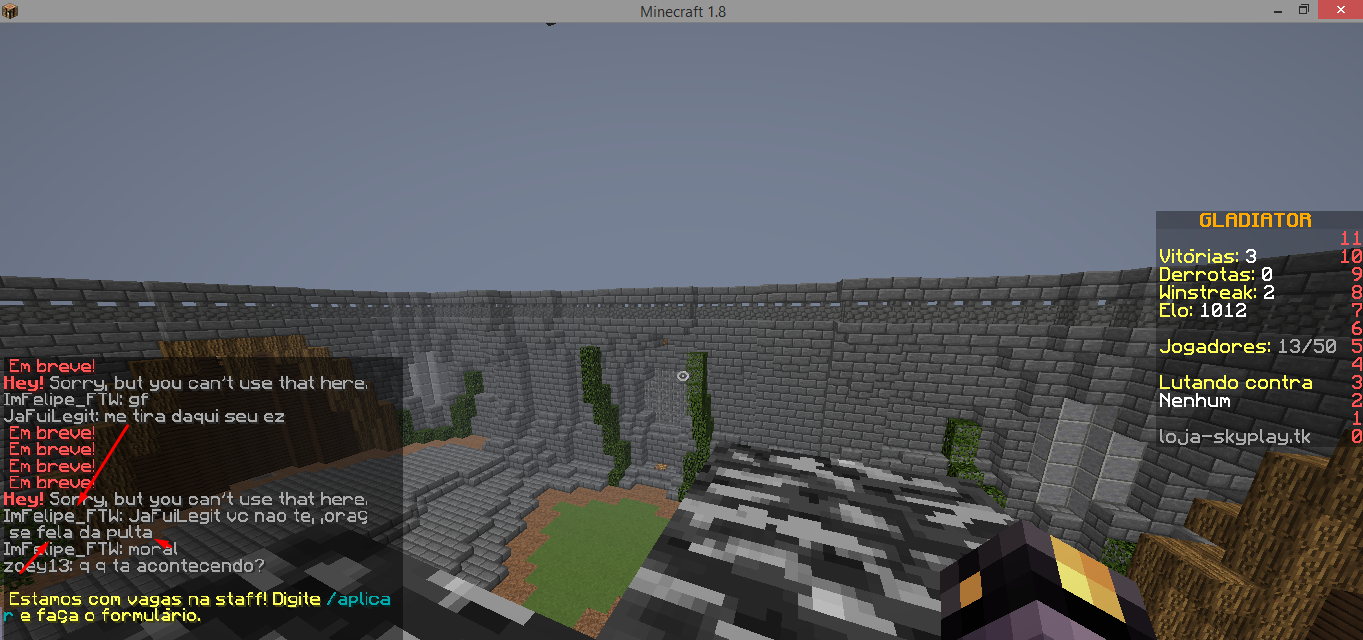 Minecraft 1.8
GLADIATOR
11
Vitórias: 3 10
Derrotas: 0 9
Winstreak: 2 8
Elo: 1012 7
6
Jogadores: 13/50 5
4
Lutando contra 3
Nenhum 2
1
loja-skyplay.tk 0
Em breve!
Hey! Sorry, but you can't use that here.
ImFelipe_FTW: gf
JaFuiLegit: me tira daqui seu ez
Em breve!
Em breve!
Em breve!
Em breve!
Hey! Sorry, but you can't use that here.
ImFelipe_FTW: JaFuiLegit vc nao te, ,oraç
se fela da pulta
ImFelipe_FTW: moral
zoey13: q q ta acontecendo?
Estamos com vagas na staff! Digite /aplica
r e faça o formulário.